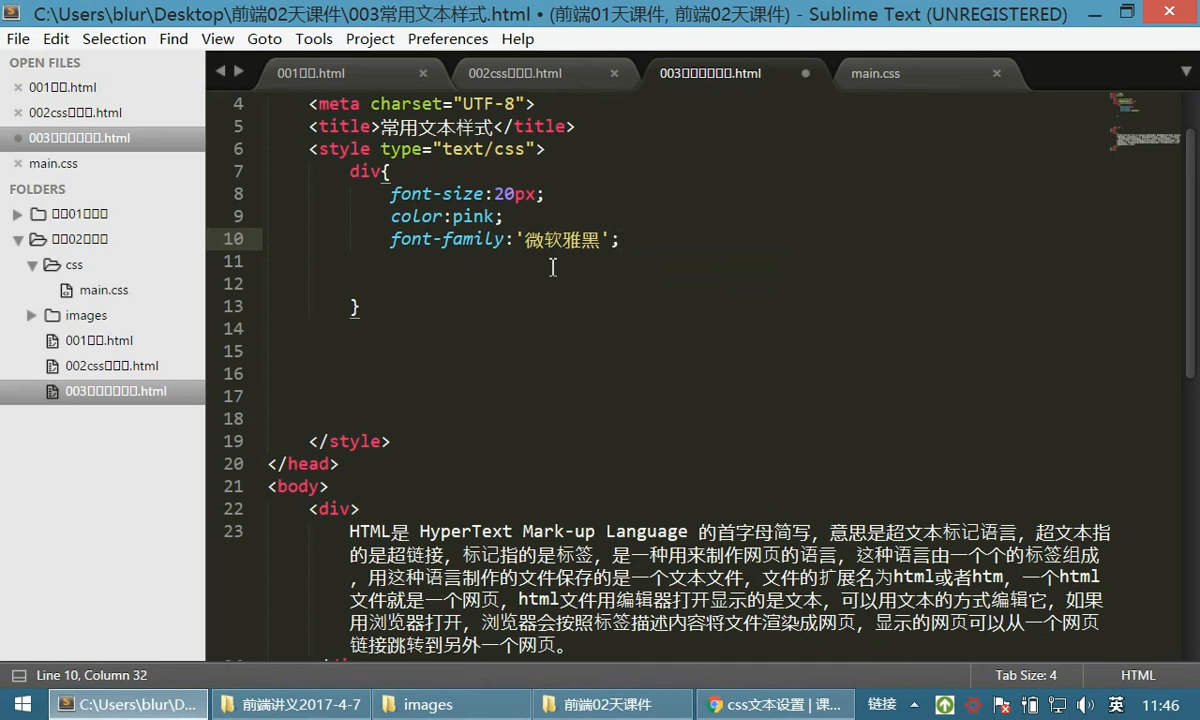 C:\Users\blur\Desktop\前端02天课件\003常用文本样式.html • (前端01天课件, 前端02天课件) - Sublime Text (UNREGISTERED)
File Edit Selection Find View Goto Tools Project Preferences Help
OPEN FILES
001▯▯.html
002css▯▯▯▯.html
003▯▯▯▯▯▯.html
main.css
FOLDERS
▯▯01▯▯▯
▯▯02▯▯▯
css
main.css
images
001▯▯.html
002css▯▯▯▯.html
003▯▯▯▯▯▯.html
001▯▯.html 002css▯▯▯▯.html 003▯▯▯▯▯▯.html main.css
4 <meta charset="UTF-8">
5 <title>常用文本样式</title>
6 <style type="text/css">
7 div{
8 font-size:20px;
9 color:pink;
10 font-family:'微软雅黑';
11
12
13 }
14
15
16
17
18
19 </style>
20 </head>
21 <body>
22 <div>
23 HTML是 HyperText Mark-up Language 的首字母简写，意思是超文本标记语言，超文本指
的是超链接，标记指的是标签，是一种用来制作网页的语言，这种语言由一个个的标签组成
，用这种语言制作的文件保存的是一个文本文件，文件的扩展名为html或者htm，一个html
文件就是一个网页，html文件用编辑器打开显示的是文本，可以用文本的方式编辑它，如果
用浏览器打开，浏览器会按照标签描述内容将文件渲染成网页，显示的网页可以从一个网页
链接跳转到另外一个网页。
Line 10, Column 32 Tab Size: 4 HTML
C:\Users\blur\D... 前端讲义2017-4-7 images 前端02天课件 css文本设置 | 课... 链接 英 11:46